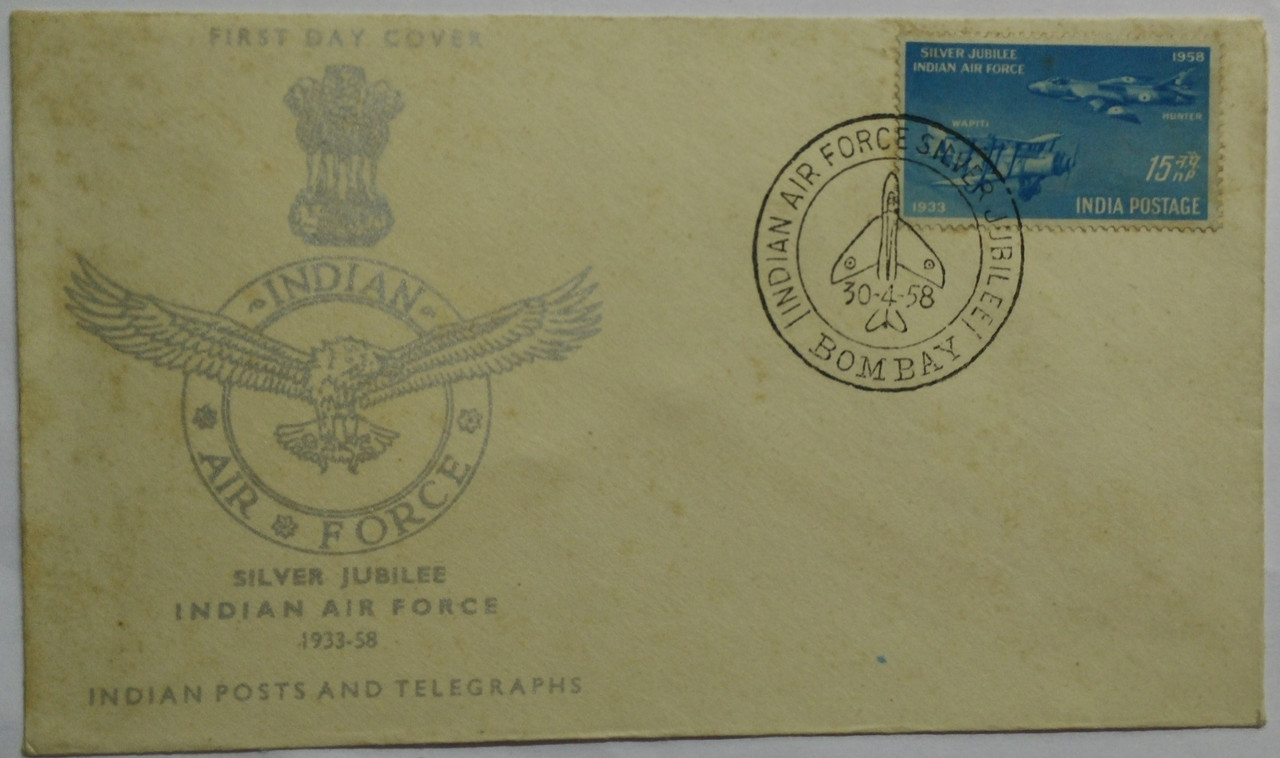 FIRST DAY COVER
INDIAN
AIR FORCE
SILVER JUBILEE
INDIAN AIR FORCE
1933-58
INDIAN POSTS AND TELEGRAPHS
SILVER JUBILEE
INDIAN AIR FORCE
1958
HUNTER
WAPITI
15 न.पै.
n.P.
1933
INDIA POSTAGE
INDIAN AIR FORCE SILVER JUBILEE
30-4-58
BOMBAY